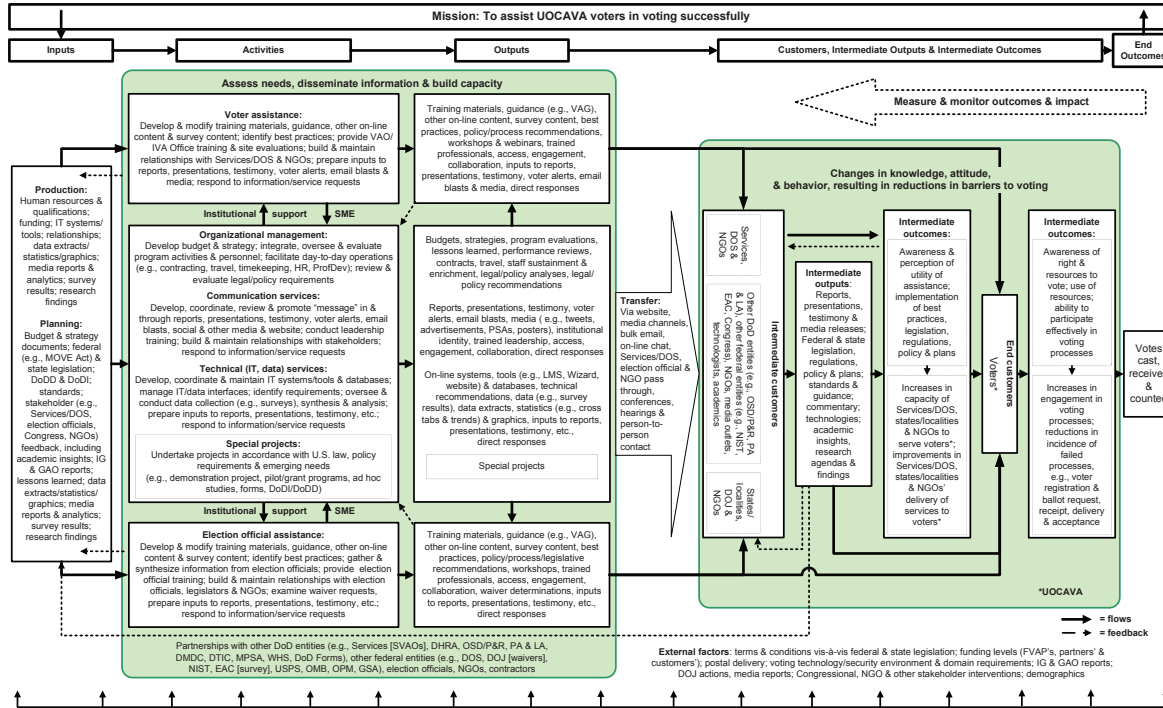 Mission: To assist UOCAVA voters in voting successfully
Inputs
Activities
Outputs
Customers, Intermediate Outputs & Intermediate Outcomes
End
Outcomes
Assess needs, disseminate information & build capacity
Measure & monitor outcomes & impact
Production:
Human resources &
qualifications;
funding; IT systems/
tools; relationships;
data extracts/
statistics/graphics;
media reports &
analytics; survey
results; research
findings
Planning:
Budget & strategy
documents; federal
(e.g., MOVE Act) &
state legislation;
DoDD & DoDI;
standards;
stakeholder (e.g.,
Services/DOS,
election officials,
Congress, NGOs)
feedback, including
academic insights; IG
& GAO reports;
lessons learned; data
extracts/statistics/
graphics; media
reports & analytics;
survey results;
research findings
Voter assistance:
Develop & modify training materials, guidance, other on-line
content & survey content; identify best practices; provide VAO/
IVA Office training & site evaluations; build & maintain
relationships with Services/DOS & NGOs; prepare inputs to
reports, presentations, testimony, voter alerts, email blasts &
media; respond to information/service requests
Institutional support SME
Organizational management:
Develop budget & strategy; integrate, oversee & evaluate
program activities & personnel; facilitate day-to-day operations
(e.g., contracting, travel, timekeeping, HR, ProfDev); review &
evaluate legal/policy requirements
Communication services:
Develop, coordinate, review & promote "message" in &
through reports, presentations, testimony, voter alerts, email
blasts, social & other media & website; conduct leadership
training; build & maintain relationships with stakeholders;
respond to information/service requests
Technical (IT, data) services:
Develop, coordinate & maintain IT systems/tools & databases;
manage IT/data interfaces; identify requirements; oversee &
conduct data collection (e.g., surveys), synthesis & analysis;
prepare inputs to reports, presentations, testimony, etc.;
respond to information/service requests
Special projects:
Undertake projects in accordance with U.S. law, policy
requirements & emerging needs
(e.g., demonstration project, pilot/grant programs, ad hoc
studies, forms, DoDI/DoDD)
Institutional support SME
Election official assistance:
Develop & modify training materials, guidance, other on-line
content & survey content; identify best practices; gather &
synthesize information from election officials; provide election
official training; build & maintain relationships with election
officials, legislators & NGOs; examine waiver requests,
prepare inputs to reports, presentations, testimony, etc.;
respond to information/service requests
Training materials, guidance (e.g., VAG),
other on-line content, survey content, best
practices, policy/process recommendations,
workshops & webinars, trained
professionals, access, engagement,
collaboration, inputs to reports,
presentations, testimony, voter alerts, email
blasts & media, direct responses
Budgets, strategies, program evaluations,
lessons learned, performance reviews,
contracts, travel, staff sustainment &
enrichment, legal/policy analyses, legal/
policy recommendations
Reports, presentations, testimony, voter
alerts, email blasts, media ( e.g., tweets,
advertisements, PSAs, posters), institutional
identity, trained leadership, access,
engagement, collaboration, direct responses
On-line systems, tools (e.g., LMS, Wizard,
website) & databases, technical
recommendations, data (e.g., survey
results), data extracts, statistics (e.g., cross
tabs & trends) & graphics, inputs to reports,
presentations, testimony, etc.,
direct responses
Special projects
Training materials, guidance (e.g., VAG),
other on-line content, survey content, best
practices, policy/process/legislative
recommendations, workshops, trained
professionals, access, engagement,
collaboration, waiver determinations, inputs
to reports, presentations, testimony, etc.,
direct responses
Partnerships with other DoD entities (e.g., Services [SVAOs], DHRA, OSD/P&R, PA & LA,
DMDC, DTIC, MPSA, WHS, DoD Forms), other federal entities (e.g., DOS, DOJ [waivers],
NIST, EAC [survey], USPS, OMB, OPM, GSA), election officials, NGOs, contractors
Transfer:
Via website,
media channels,
bulk email,
on-line chat,
Services/DOS,
election official &
NGO pass
through,
conferences,
hearings &
person-to-
person
contact
Changes in knowledge, attitude,
& behavior, resulting in reductions in barriers to voting
Services,
DOS &
NGOs
Other DoD entities (e.g., OSD/P&R, PA
& LA), other federal entities (e.g., NIST,
EAC, Congress), NGOs, media outlets,
technologists, academics
States/
localities,
DOJ &
NGOs
Intermediate customers
Intermediate
outputs:
Reports,
presentations,
testimony &
media releases;
Federal & state
legislation,
regulations,
policy & plans;
standards &
guidance;
commentary;
technologies;
academic
insights,
research
agendas &
findings
Intermediate
outcomes:
Awareness &
perception of
utility of
assistance;
implementation
of best
practices,
legislation,
regulations,
policy & plans
Increases in
capacity of
Services/DOS,
states/localities
& NGOs to
serve voters*;
improvements in
Services/DOS,
states/localities
& NGOs'
delivery of
services to
voters*
End customers
Voters*
Intermediate
outcomes:
Awareness of
right &
resources to
vote; use of
resources;
ability to
participate
effectively in
voting
processes
Increases in
engagement in
voting
processes;
reductions in
incidence of
failed
processes,
e.g., voter
registration &
ballot request,
receipt, delivery
& acceptance
Votes
cast,
received
&
counted
*UOCAVA
= flows
= feedback
External factors: terms & conditions vis-à-vis federal & state legislation; funding levels (FVAP's, partners' &
customers'); postal delivery; voting technology/security environment & domain requirements; IG & GAO reports;
DOJ actions, media reports; Congressional, NGO & other stakeholder interventions; demographics